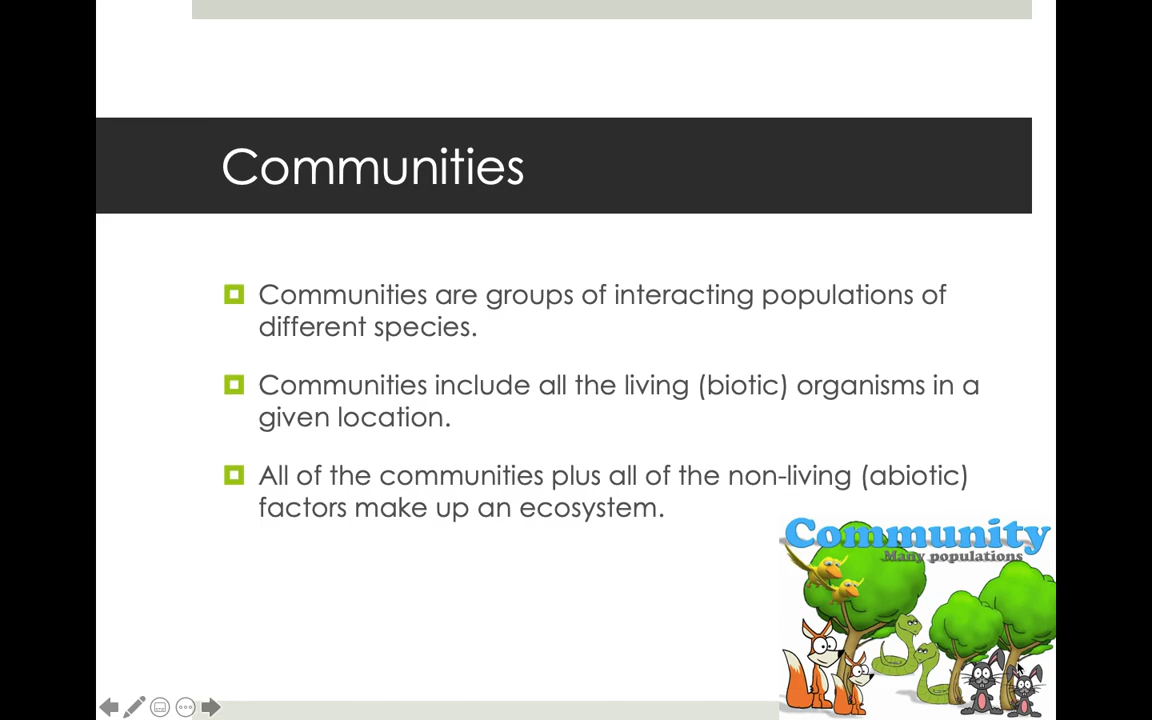 Communities
Communities are groups of interacting populations of
different species.
Communities include all the living (biotic) organisms in a
given location.
All of the communities plus all of the non-living (abiotic)
factors make up an ecosystem.
Community
Many populations